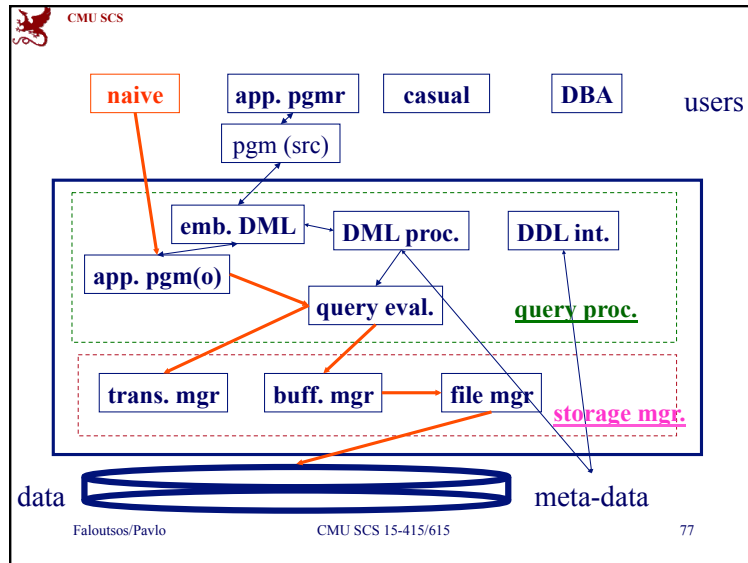 CMU SCS
naive
app. pgmr
casual
DBA
users
pgm (src)
emb. DML
DML proc.
DDL int.
app. pgm(o)
query eval.
query proc.
trans. mgr
buff. mgr
file mgr
storage mgr.
data
meta-data
Faloutsos/Pavlo
CMU SCS 15-415/615
77